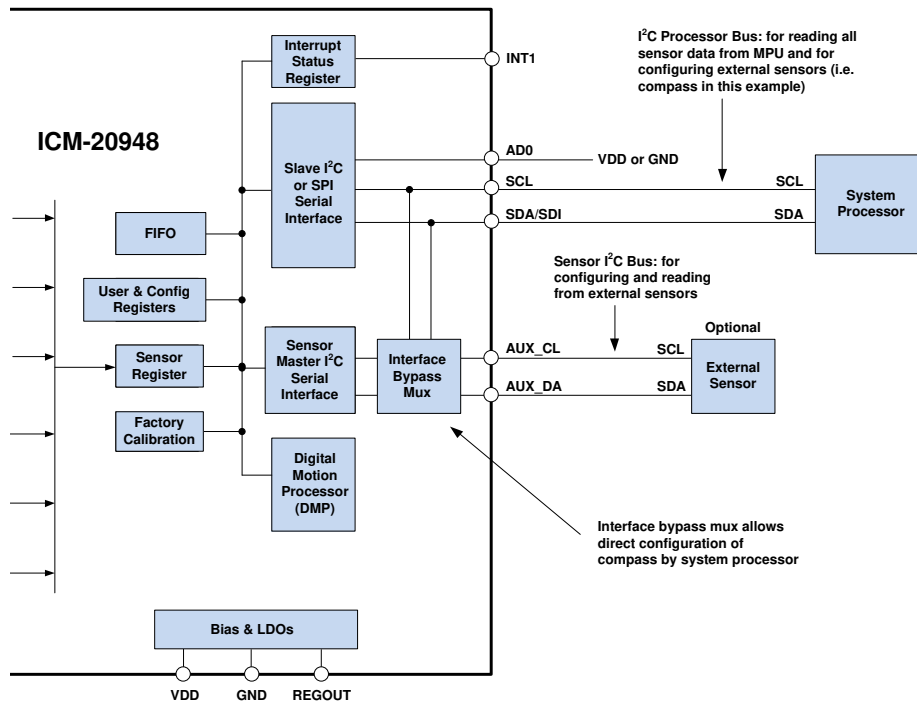 Interrupt
Status
Register
INT1
I²C Processor Bus: for reading all
sensor data from MPU and for
configuring external sensors (i.e.
compass in this example)
ICM-20948
Slave I²C
or SPI
Serial
Interface
AD0
VDD or GND
SCL
SCL
SDA/SDI
SDA
System
Processor
FIFO
User & Config
Registers
Sensor I²C Bus: for
configuring and reading
from external sensors
Sensor
Register
Sensor
Master I²C
Serial
Interface
Interface
Bypass
Mux
AUX_CL
SCL
AUX_DA
SDA
Optional
External
Sensor
Factory
Calibration
Digital
Motion
Processor
(DMP)
Interface bypass mux allows
direct configuration of
compass by system processor
Bias & LDOs
VDD
GND
REGOUT